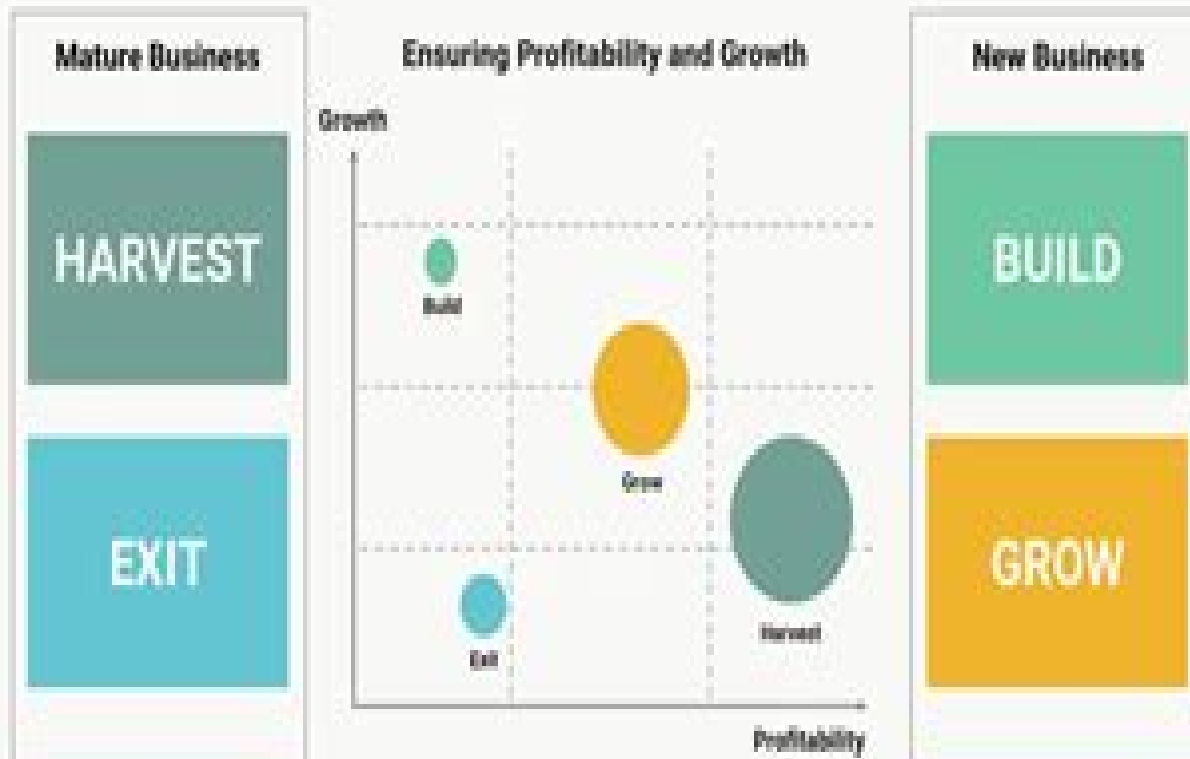 Mature Business
HARVEST
EXIT
Ensuring Profitability and Growth
Growth
Build
Grow
Harvest
Exit
Profitability
New Business
BUILD
GROW